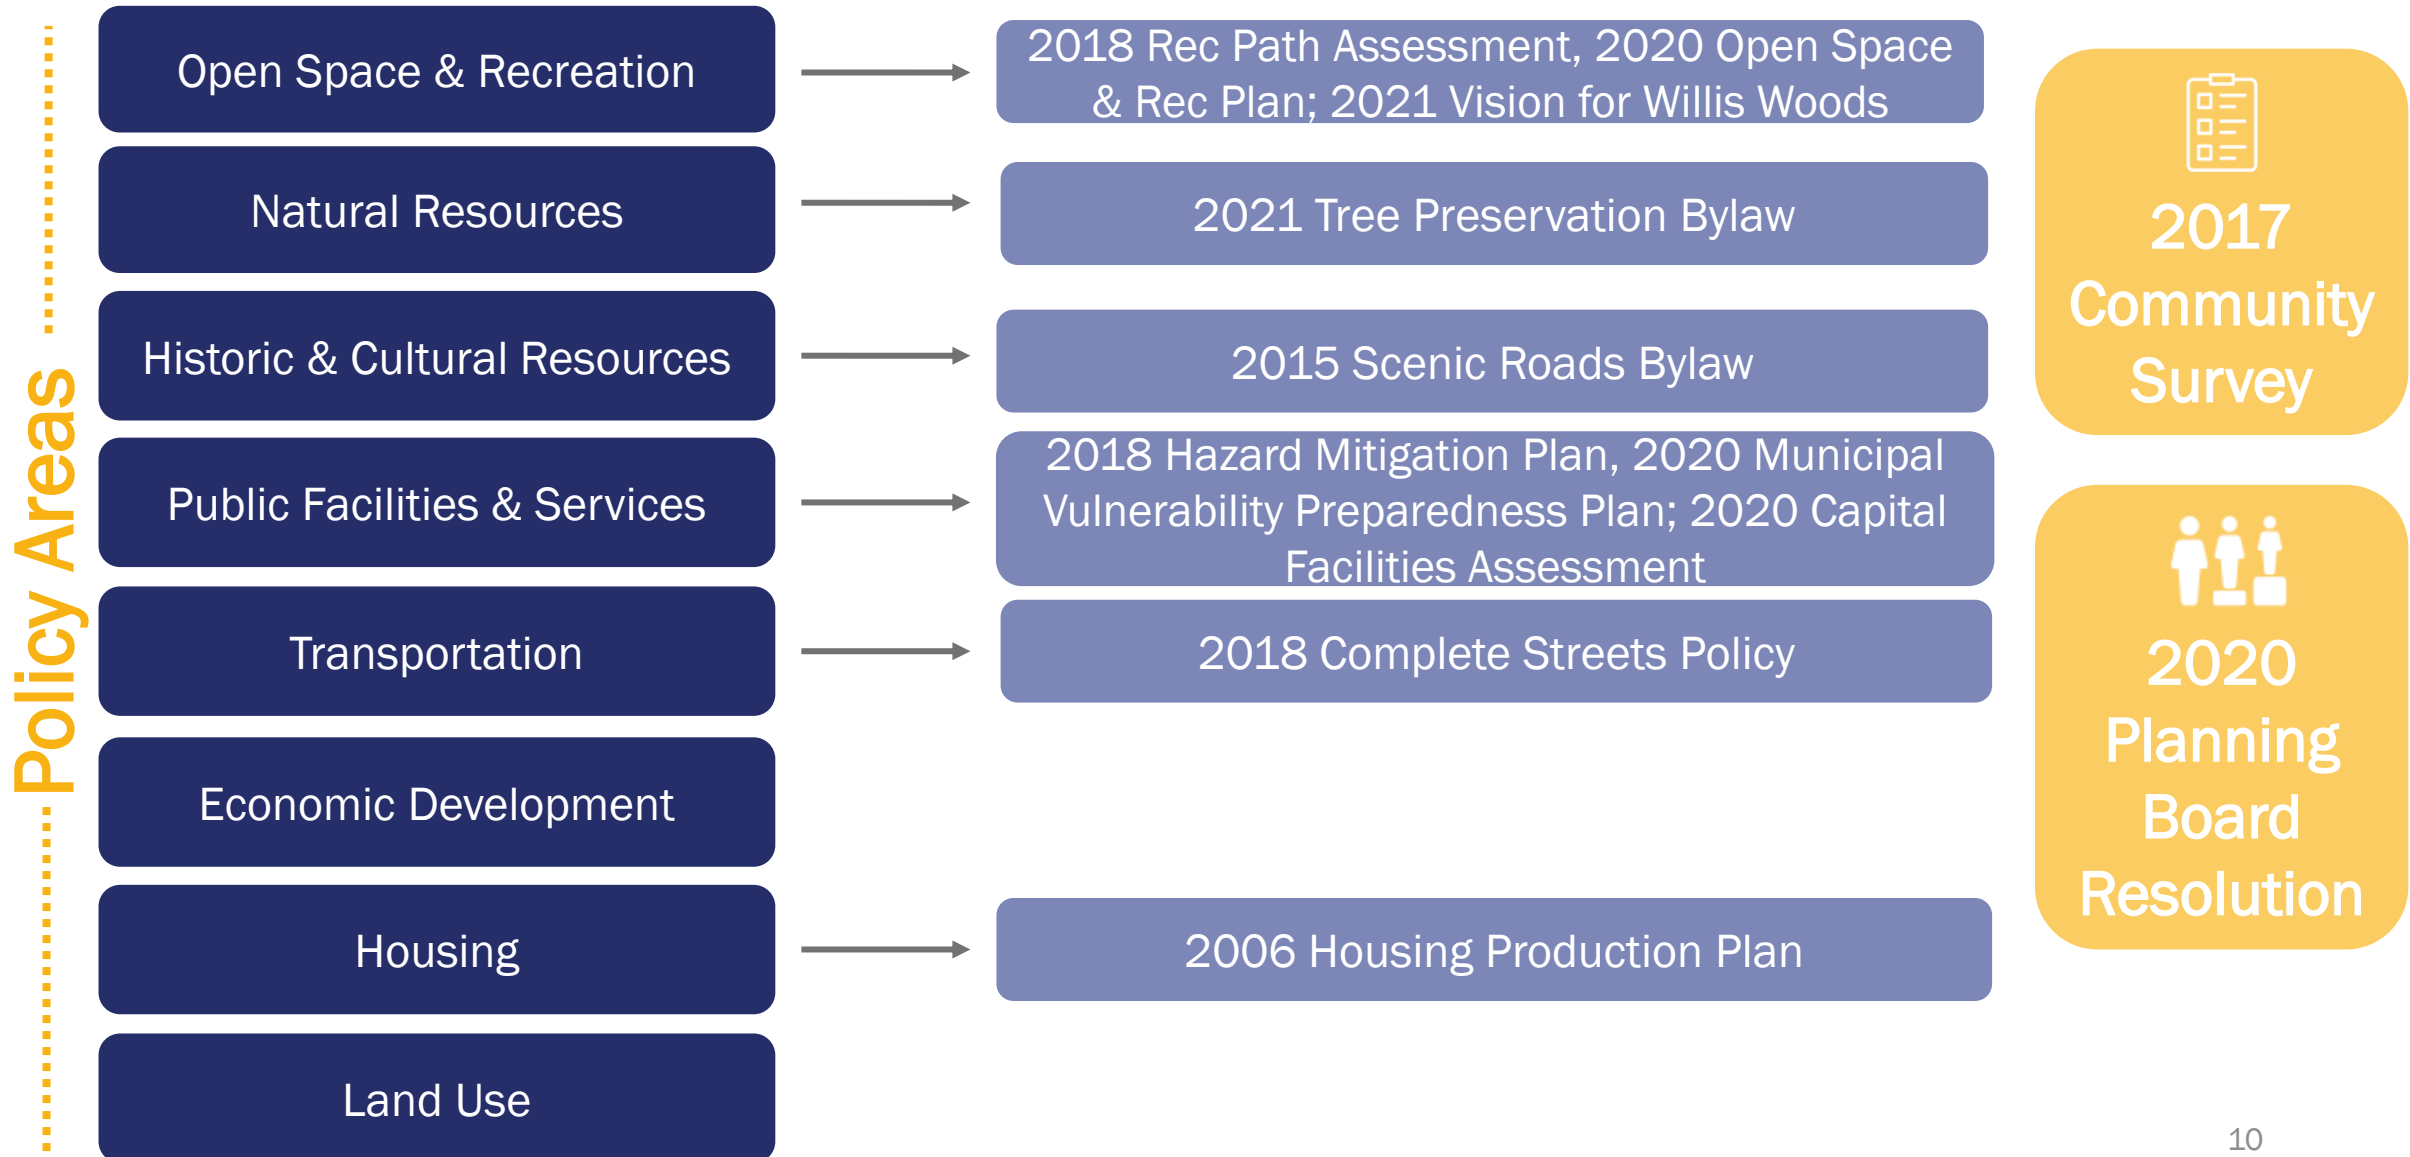 Policy Areas
Open Space & Recreation
2018 Rec Path Assessment, 2020 Open Space
& Rec Plan; 2021 Vision for Willis Woods
Natural Resources
2021 Tree Preservation Bylaw
Historic & Cultural Resources
2015 Scenic Roads Bylaw
Public Facilities & Services
2018 Hazard Mitigation Plan, 2020 Municipal
Vulnerability Preparedness Plan; 2020 Capital
Facilities Assessment
Transportation
2018 Complete Streets Policy
Economic Development
Housing
2006 Housing Production Plan
Land Use
2017
Community
Survey
2020
Planning
Board
Resolution
10